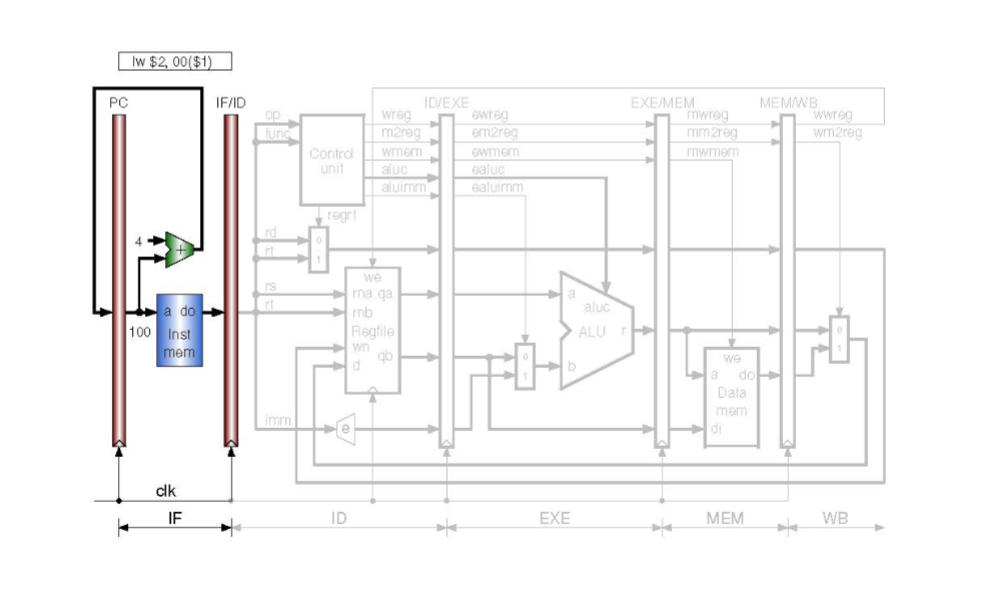 lw $2, 00($1)
PC
IF/ID
ID/EXE
EXE/MEM
MEM/WB
op
func
Control
unit
wreg
m2reg
wmem
aluc
aluimm
regrt
ewreg
em2reg
ewmem
ealuc
ealuimm
mwreg
mm2reg
mwmem
wwreg
wm2reg
4
+
100
a do
Inst
mem
rd
rt
rs
rt
imm
0
1
we
rna qa
rnb
Regfile
wn
qb
d
e
0
1
a
aluc
ALU
r
b
we
a do
Data
mem
di
0
1
clk
IF
ID
EXE
MEM
WB